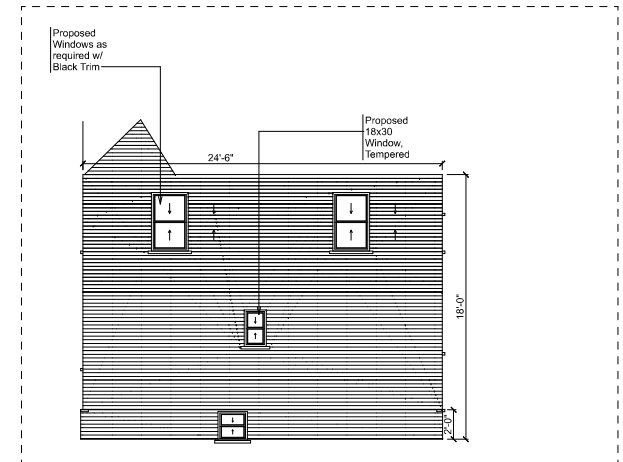 Proposed
Windows as
required w/
Black Trim
Proposed
18x30
Window,
Tempered
24'-6"
18'-0"
2'-0"